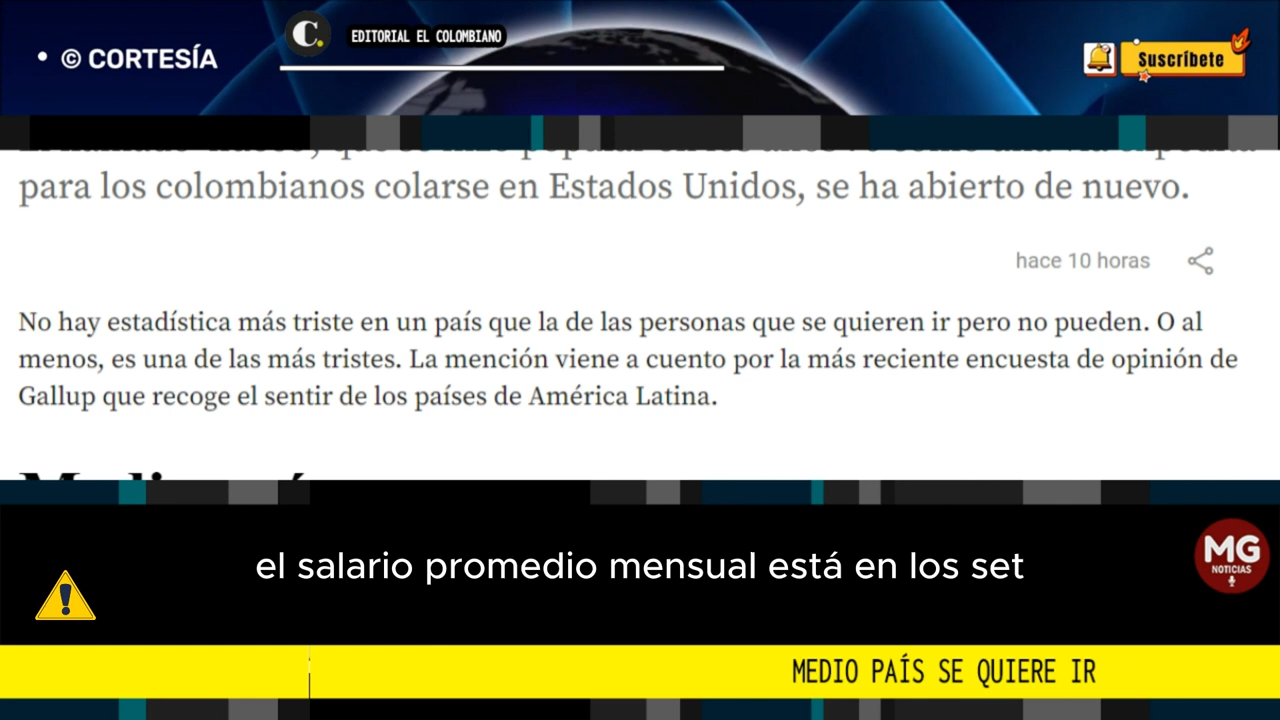 • © CORTESÍA
C.
EDITORIAL EL COLOMBIANO
Suscríbete
para los colombianos colarse en Estados Unidos, se ha abierto de nuevo.
hace 10 horas
No hay estadística más triste en un país que la de las personas que se quieren ir pero no pueden. O al
menos, es una de las más tristes. La mención viene a cuento por la más reciente encuesta de opinión de
Gallup que recoge el sentir de los países de América Latina.
el salario promedio mensual está en los set
MG
NOTICIAS
MEDIO PAÍS SE QUIERE IR